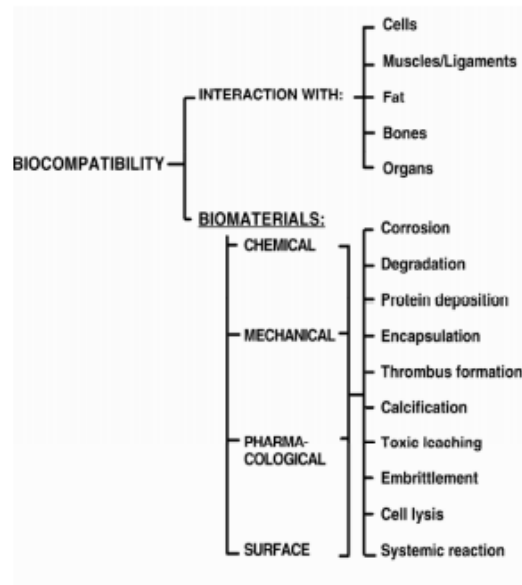 Cells
Muscles/Ligaments
INTERACTION WITH:
Fat
Bones
BIOCOMPATIBILITY
Organs
BIOMATERIALS:
CHEMICAL
MECHANICAL
PHARMA-
COLOGICAL
SURFACE
Corrosion
Degradation
Protein deposition
Encapsulation
Thrombus formation
Calcification
Toxic leaching
Embrittlement
Cell lysis
Systemic reaction